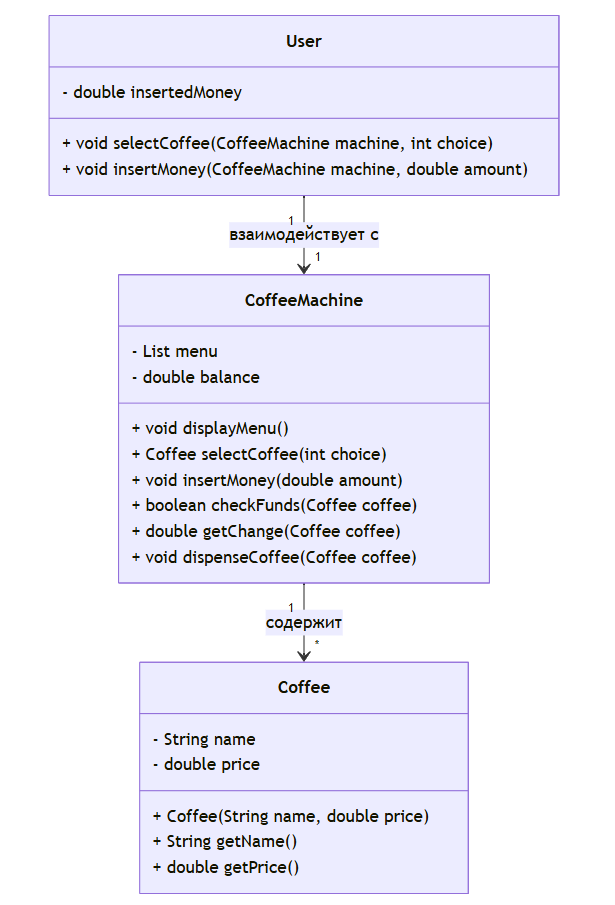 User
- double insertedMoney
+ void selectCoffee(CoffeeMachine machine, int choice)
+ void insertMoney(CoffeeMachine machine, double amount)
1
взаимодействует с
1
CoffeeMachine
- List menu
- double balance
+ void displayMenu()
+ Coffee selectCoffee(int choice)
+ void insertMoney(double amount)
+ boolean checkFunds(Coffee coffee)
+ double getChange(Coffee coffee)
+ void dispenseCoffee(Coffee coffee)
1
содержит
*
Coffee
- String name
- double price
+ Coffee(String name, double price)
+ String getName()
+ double getPrice()